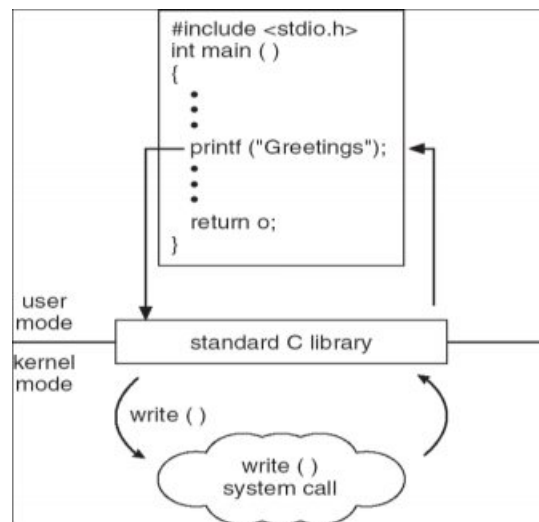 #include <stdio.h>
int main ( )
{
•
•
•
printf ("Greetings");
•
•
•
return o;
}
user
mode
standard C library
kernel
mode
write ( )
write ( )
system call